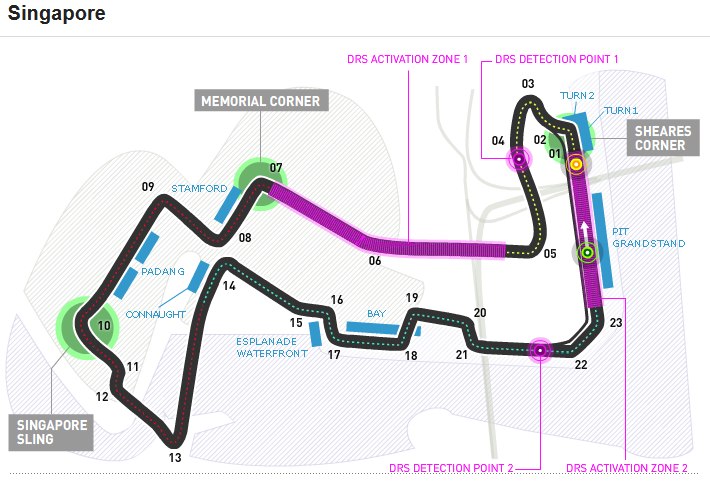 Singapore
DRS ACTIVATION ZONE 1
DRS DETECTION POINT 1
03
TURN 2
MEMORIAL CORNER
TURN 1
SHEARES
CORNER
04
02
01
07
STAMFORD
09
08
06
05
PIT
GRANDSTAND
PADANG
14
CONNAUGHT
10
15
16
BAY
19
20
23
ESPLANADE
WATERFRONT
17
18
21
22
11
12
SINGAPORE
SLING
13
DRS DETECTION POINT 2
DRS ACTIVATION ZONE 2